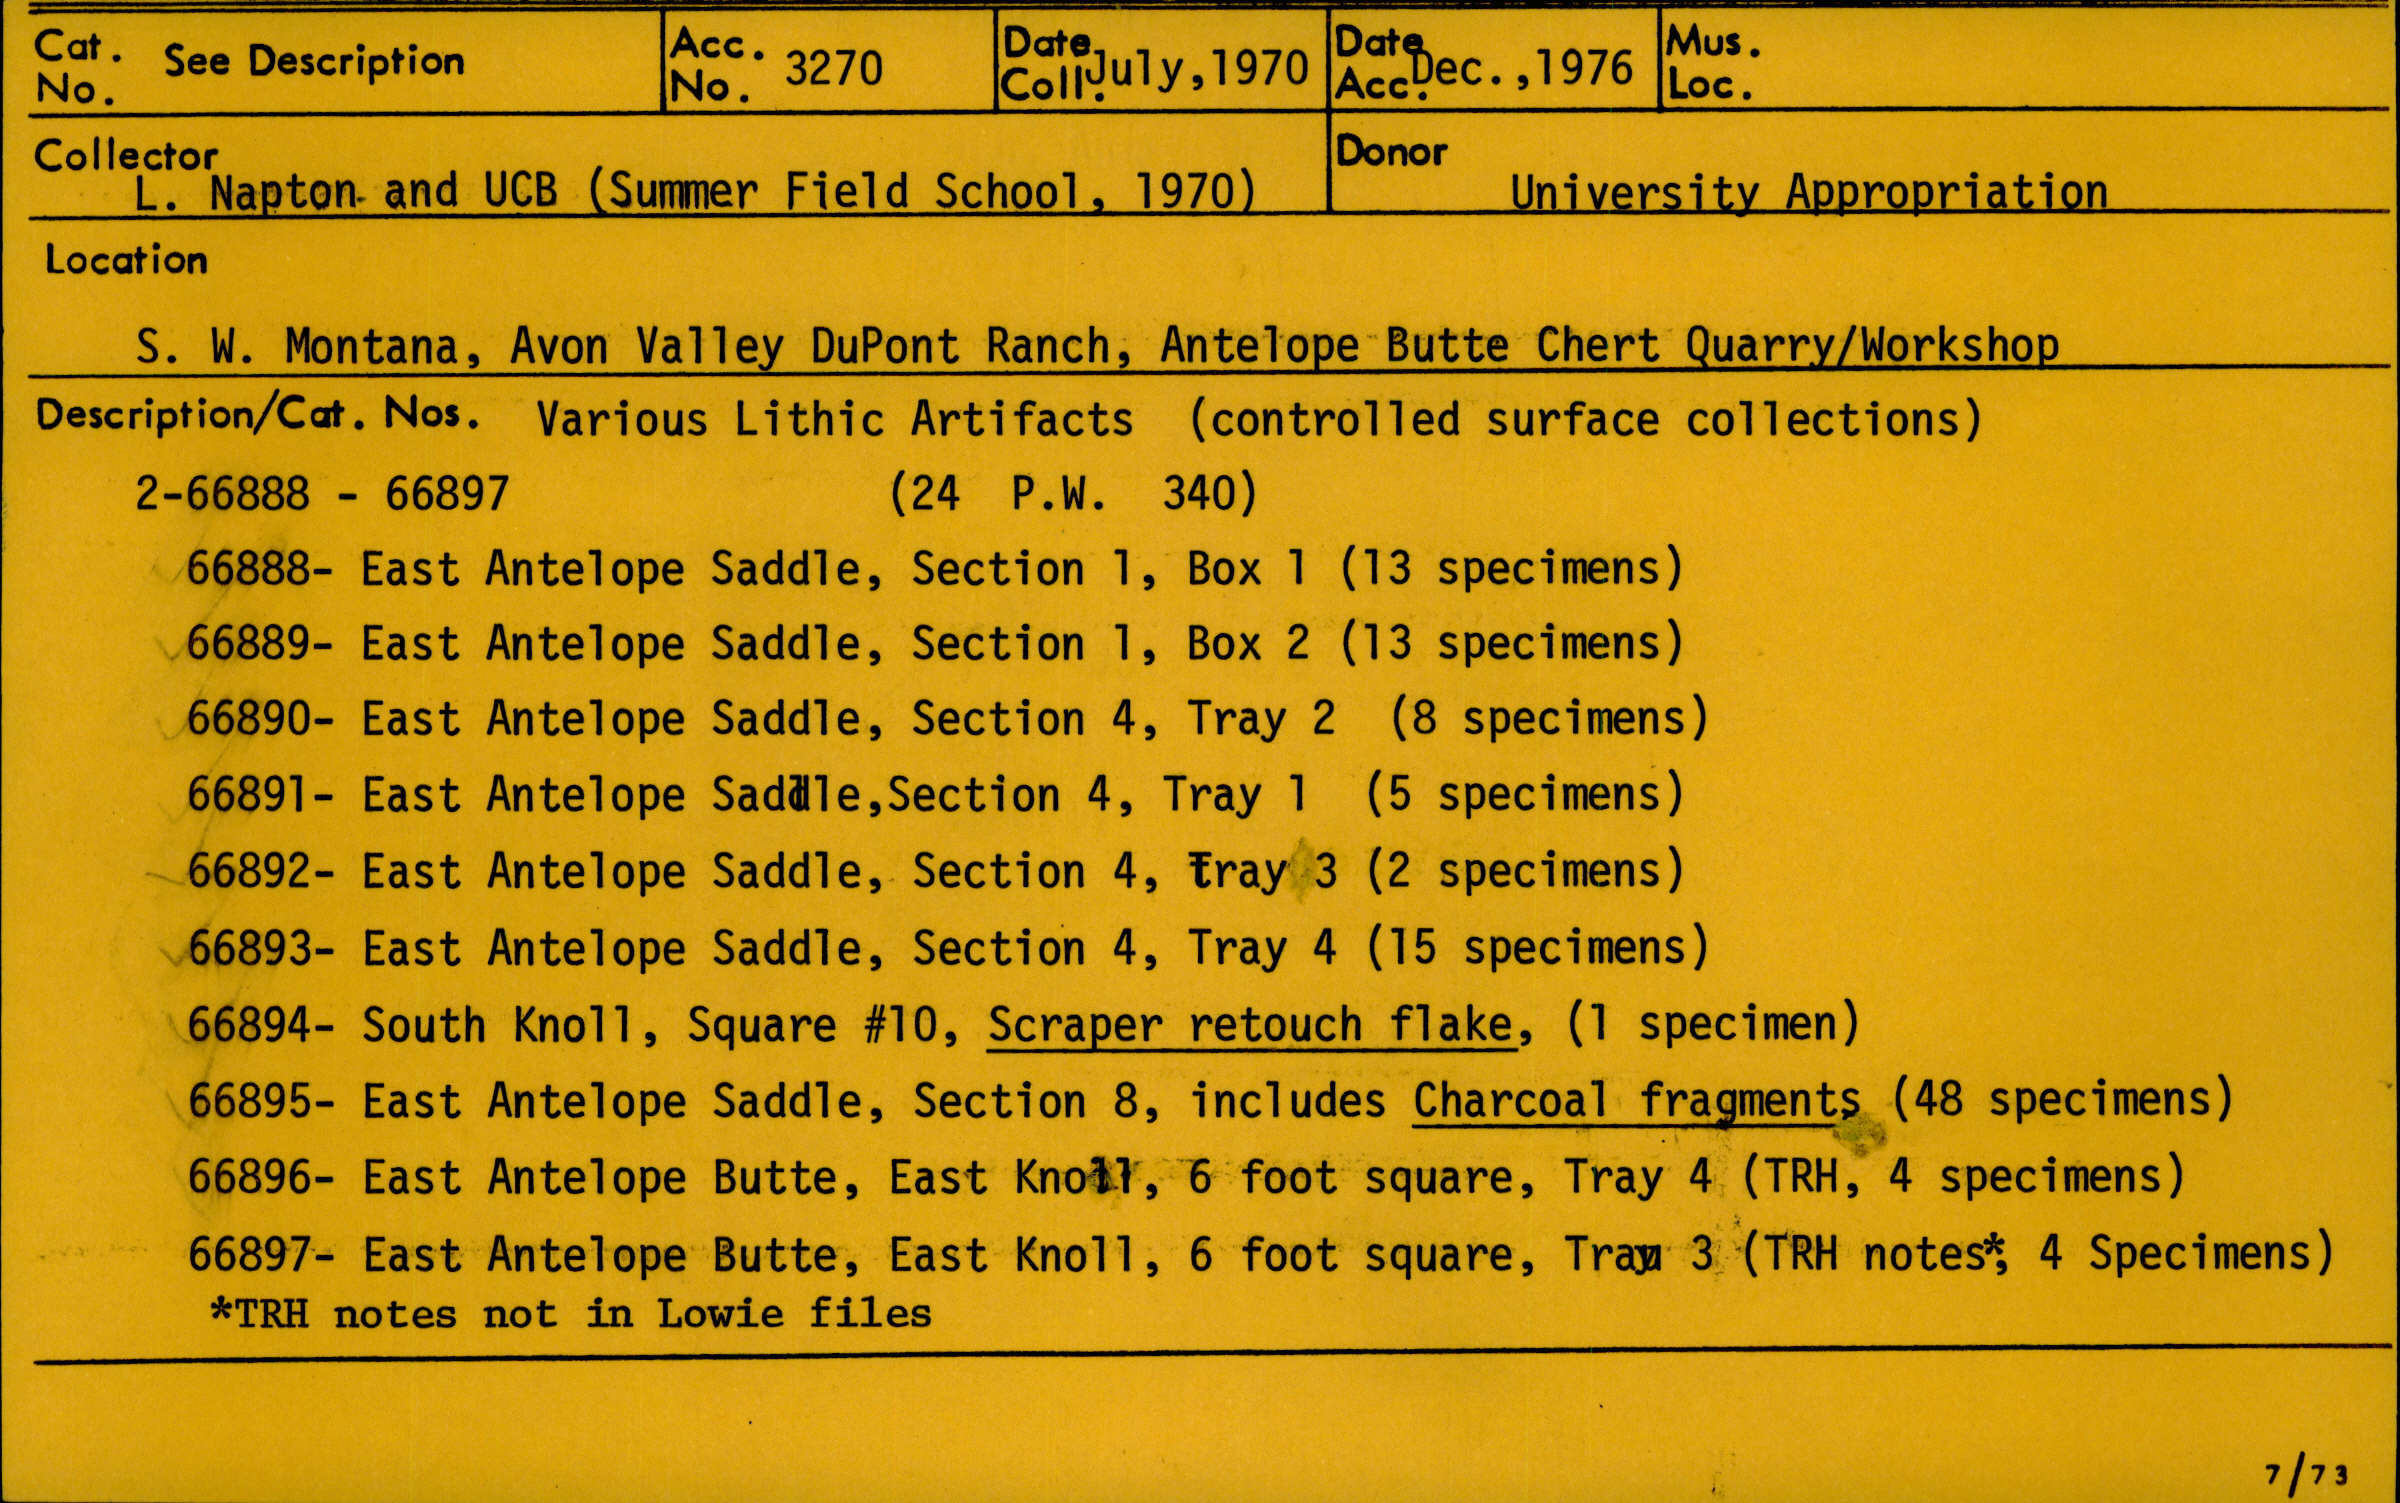 Cat. No. See Description Acc. No. 3270 Date Coll. July,1970 Date Acc. Dec.,1976 Mus. Loc.
Collector
L. Napton and UCB (Summer Field School, 1970)
Donor
University Appropriation
Location
S. W. Montana, Avon Valley DuPont Ranch, Antelope Butte Chert Quarry/Workshop
Description/Cat. Nos. Various Lithic Artifacts (controlled surface collections)
2-66888 - 66897 (24 P.W. 340)
66888- East Antelope Saddle, Section 1, Box 1 (13 specimens)
66889- East Antelope Saddle, Section 1, Box 2 (13 specimens)
66890- East Antelope Saddle, Section 4, Tray 2 (8 specimens)
66891- East Antelope Saddle,Section 4, Tray 1 (5 specimens)
66892- East Antelope Saddle, Section 4, tray 3 (2 specimens)
66893- East Antelope Saddle, Section 4, Tray 4 (15 specimens)
66894- South Knoll, Square #10, Scraper retouch flake, (1 specimen)
66895- East Antelope Saddle, Section 8, includes Charcoal fragments (48 specimens)
66896- East Antelope Butte, East Knoll, 6 foot square, Tray 4 (TRH, 4 specimens)
66897- East Antelope Butte, East Knoll, 6 foot square, Tray 3 (TRH notes*, 4 Specimens)
*TRH notes not in Lowie files
7/73